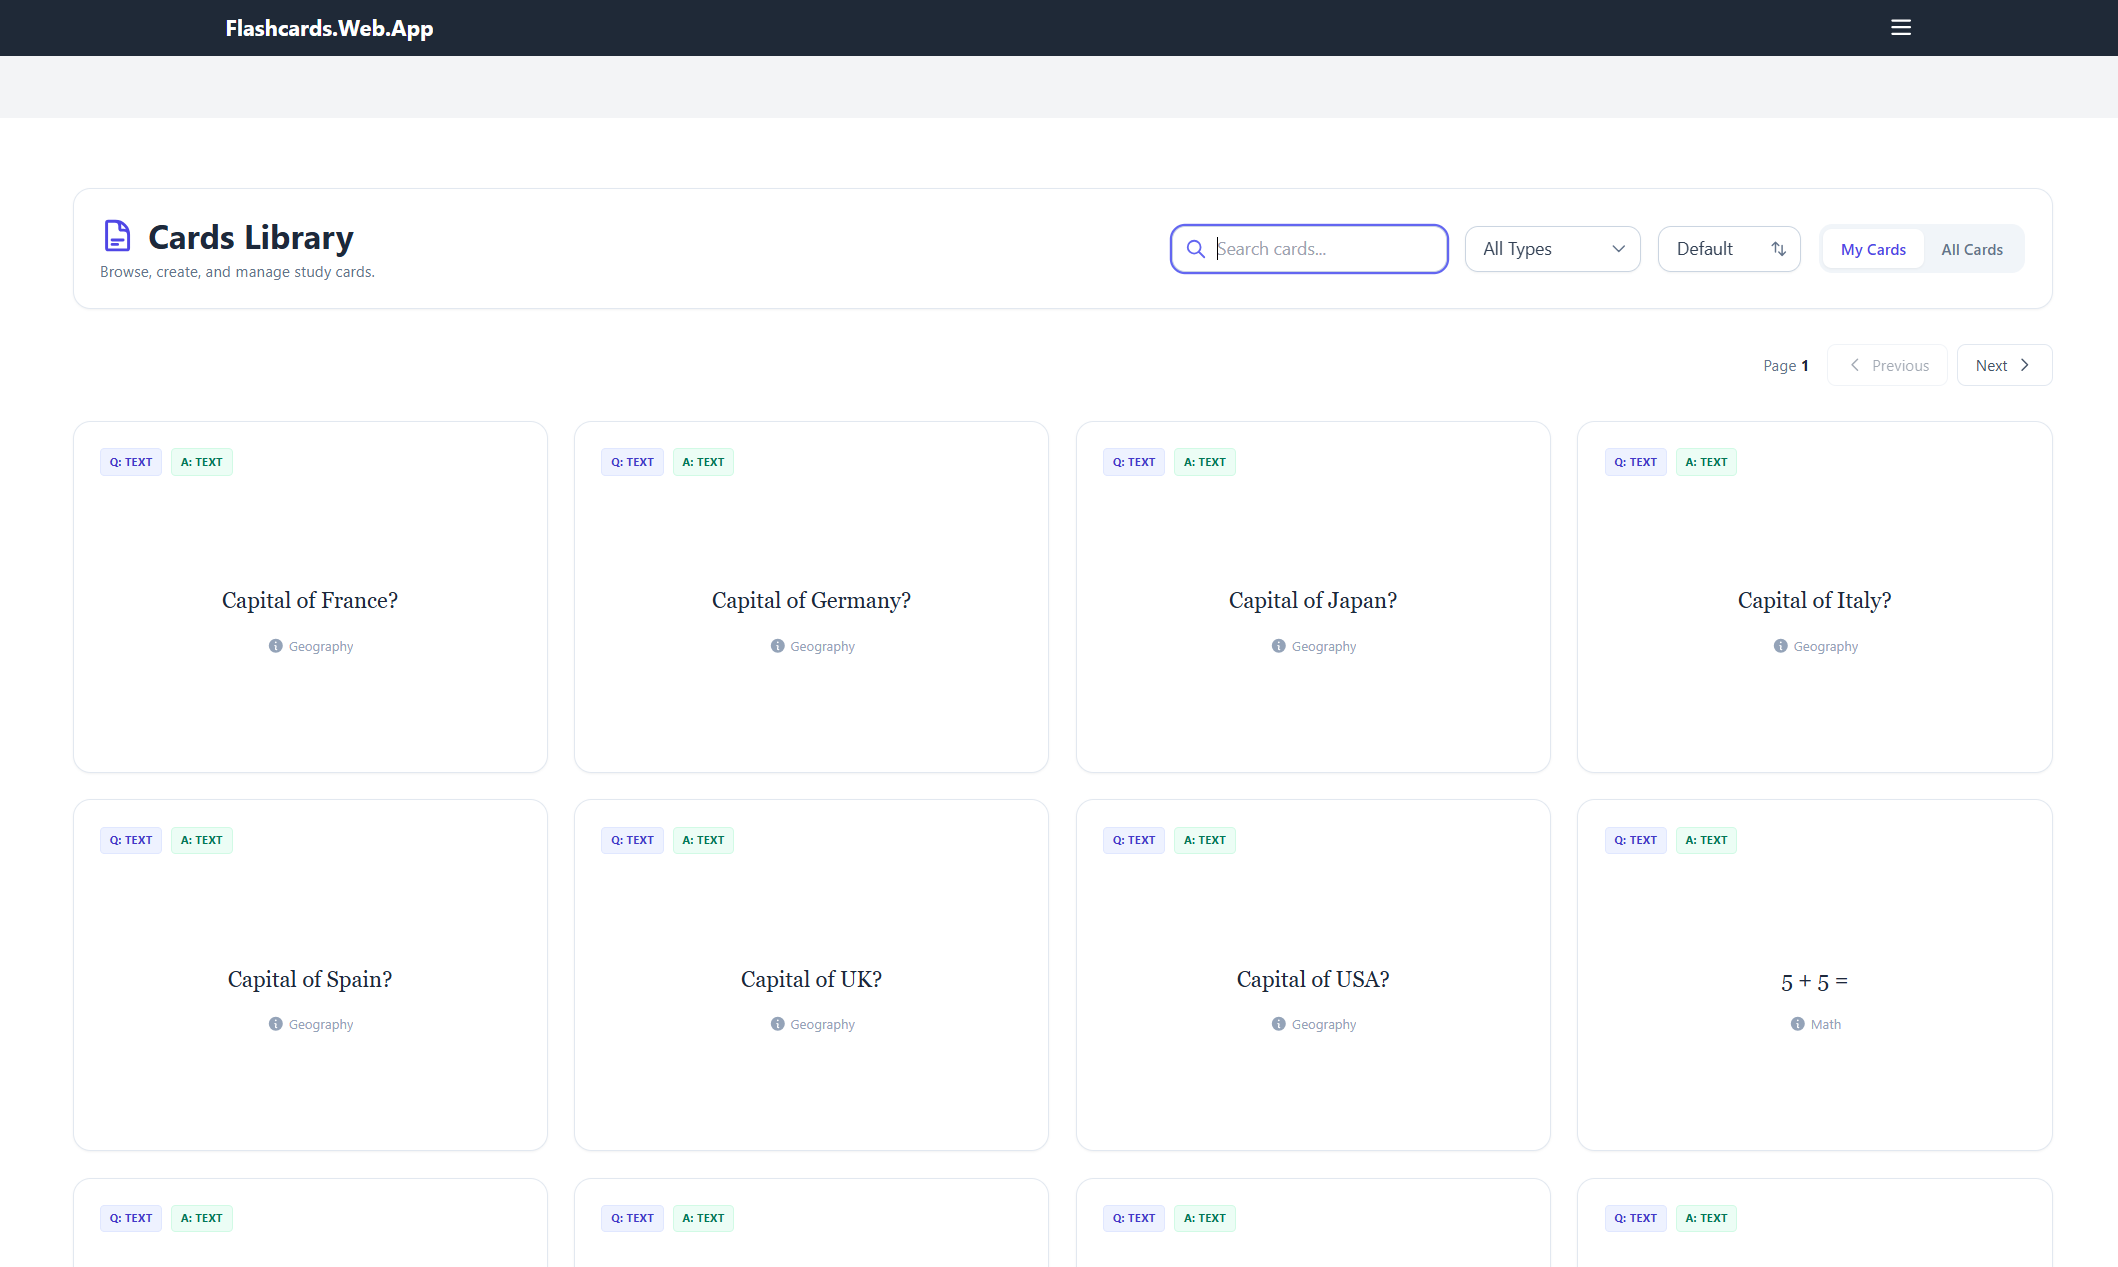 Flashcards.Web.App
Cards Library
Browse, create, and manage study cards.
Search cards...
All Types
Default
My Cards
All Cards
Page 1
Previous
Next
Q: TEXT A: TEXT
Capital of France?
Geography
Q: TEXT A: TEXT
Capital of Germany?
Geography
Q: TEXT A: TEXT
Capital of Japan?
Geography
Q: TEXT A: TEXT
Capital of Italy?
Geography
Q: TEXT A: TEXT
Capital of Spain?
Geography
Q: TEXT A: TEXT
Capital of UK?
Geography
Q: TEXT A: TEXT
Capital of USA?
Geography
Q: TEXT A: TEXT
5 + 5 =
Math
Q: TEXT A: TEXT
Q: TEXT A: TEXT
Q: TEXT A: TEXT
Q: TEXT A: TEXT